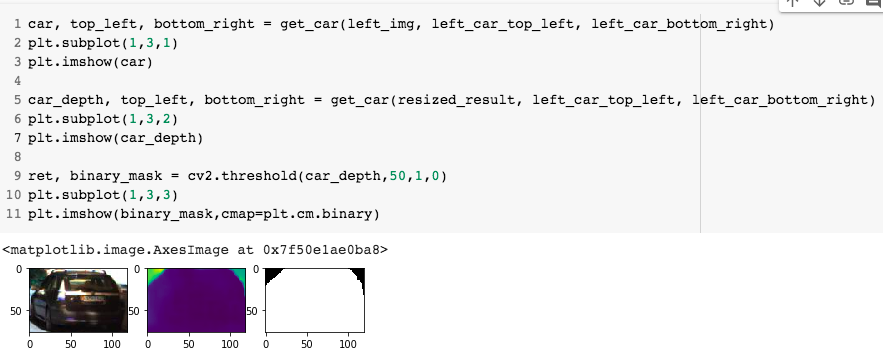 1 car, top_left, bottom_right = get_car(left_img, left_car_top_left, left_car_bottom_right)
2 plt.subplot(1,3,1)
3 plt.imshow(car)
4
5 car_depth, top_left, bottom_right = get_car(resized_result, left_car_top_left, left_car_bottom_right)
6 plt.subplot(1,3,2)
7 plt.imshow(car_depth)
8
9 ret, binary_mask = cv2.threshold(car_depth,50,1,0)
10 plt.subplot(1,3,3)
11 plt.imshow(binary_mask,cmap=plt.cm.binary)
<matplotlib.image.AxesImage at 0x7f50e1ae0ba8>
0 0 0
50 50 50
0 50 100 0 50 100 0 50 100